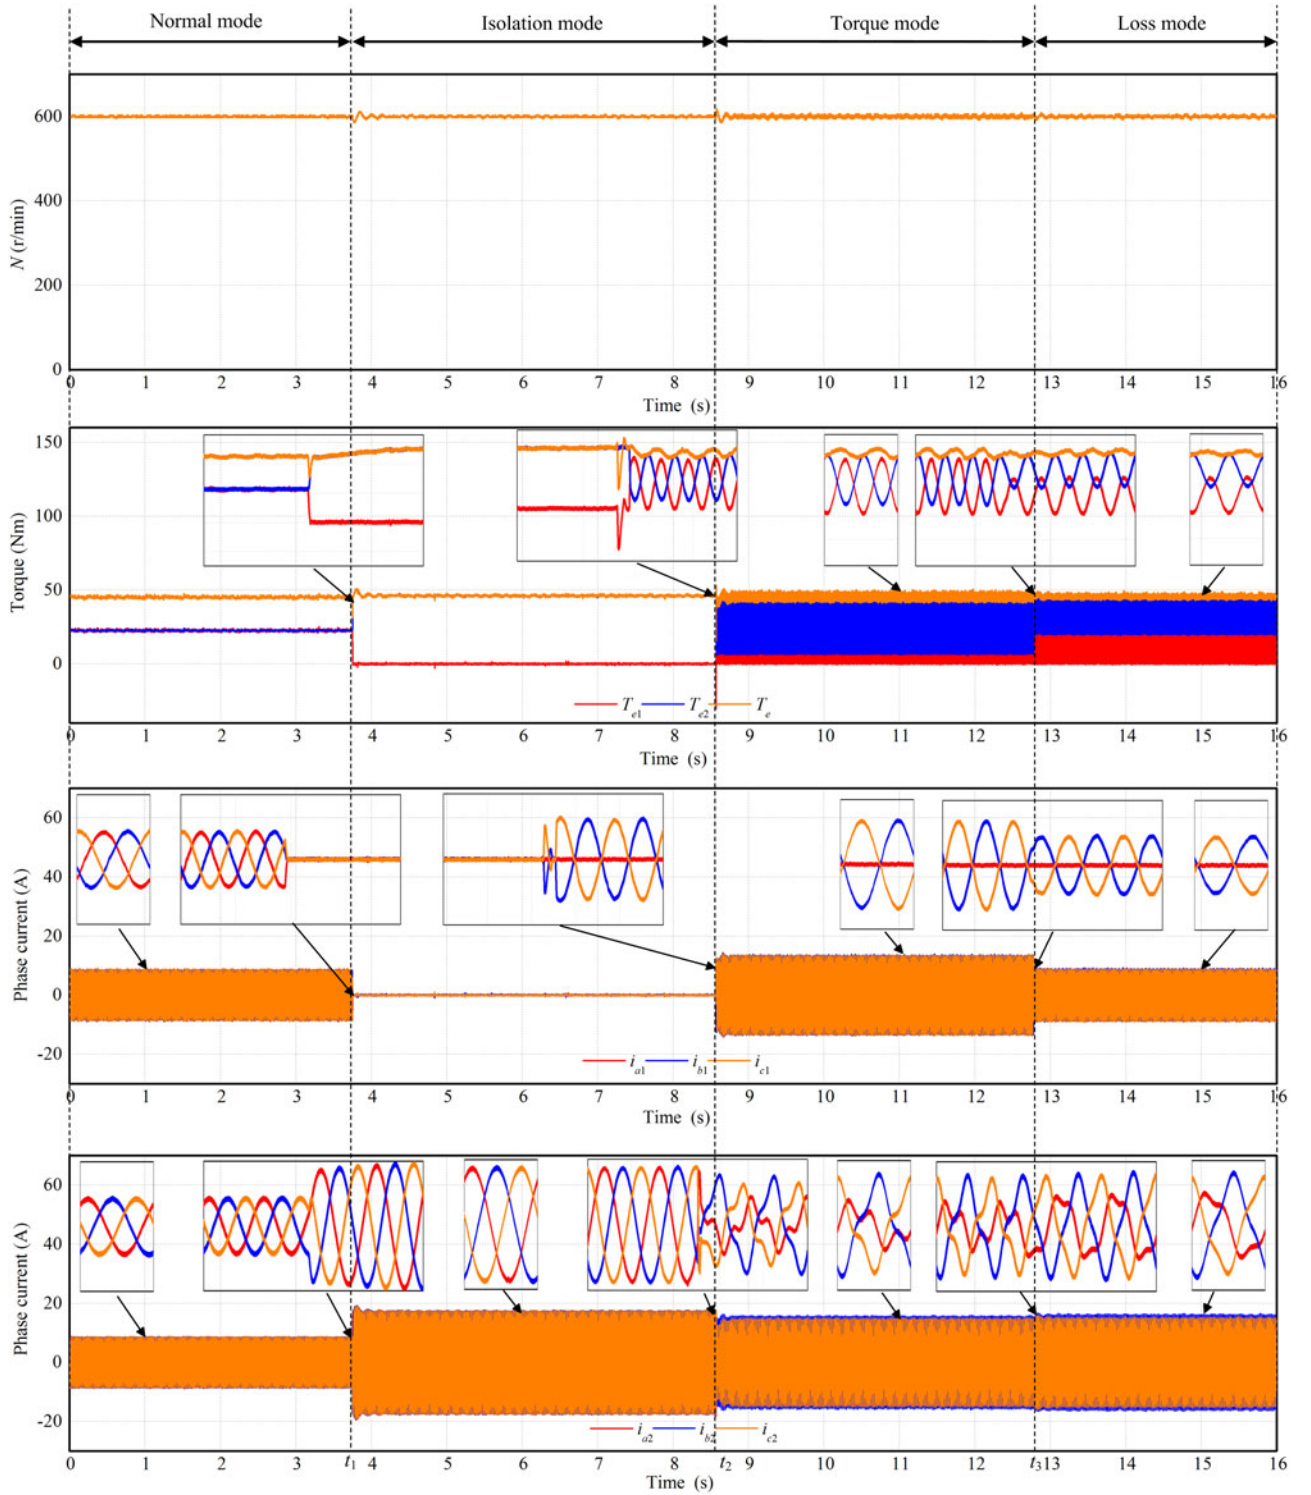 Normal mode Isolation mode Torque mode Loss mode
600
400
200
0
N (r/min)
0 1 2 3 4 5 6 7 8 9 10 11 12 13 14 15 16
Time (s)
150
100
50
0
Torque (Nm)
Te1 Te2 Te
0 1 2 3 4 5 6 7 8 9 10 11 12 13 14 15 16
Time (s)
60
40
20
0
-20
Phase current (A)
ia1 ib1 ic1
0 1 2 3 4 5 6 7 8 9 10 11 12 13 14 15 16
Time (s)
60
40
20
0
-20
Phase current (A)
ia2 ib2 ic2
0 1 2 3 t1 4 5 6 7 8 t2 9 10 11 12 t3 13 14 15 16
Time (s)